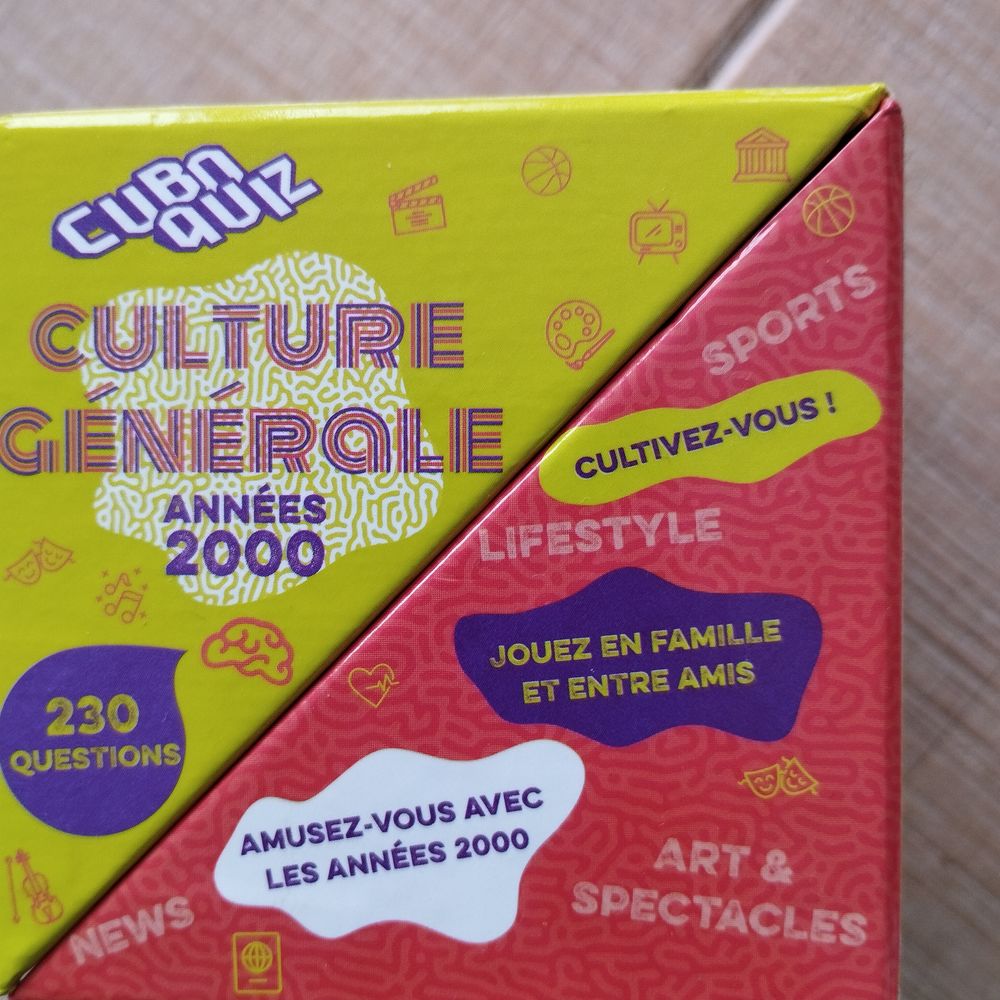 CUBA
QUIZ
CULTURE
GÉNÉRALE
ANNÉES
2000
230
QUESTIONS
SPORTS
CULTIVEZ-VOUS !
LIFESTYLE
JOUEZ EN FAMILLE
ET ENTRE AMIS
AMUSEZ-VOUS AVEC
LES ANNÉES 2000
ART &
SPECTACLES
NEWS